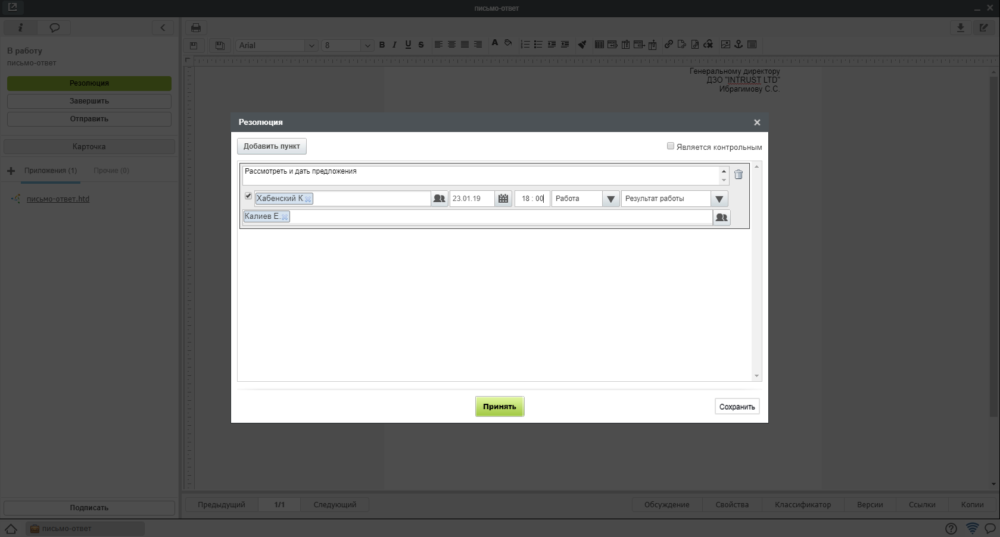 письмо-ответ
В работу
письмо-ответ
Резолюция
Завершить
Отправить
Карточка
Приложения (1) Прочие (0)
письмо-ответ.htd
Подписать
Arial 8 B I U S
Генеральному директору
ДЗО "INTRUST LTD"
Ибрагимову С.С.
Резолюция
Добавить пункт Является контрольным
Рассмотреть и дать предложения
Хабенский К 23.01.19 18 : 00 Работа Результат работы
Калиев Е.
Принять Сохранить
Предыдущий 1/1 Следующий Обсуждение Свойства Классификатор Версии Ссылки Копии
письмо-ответ